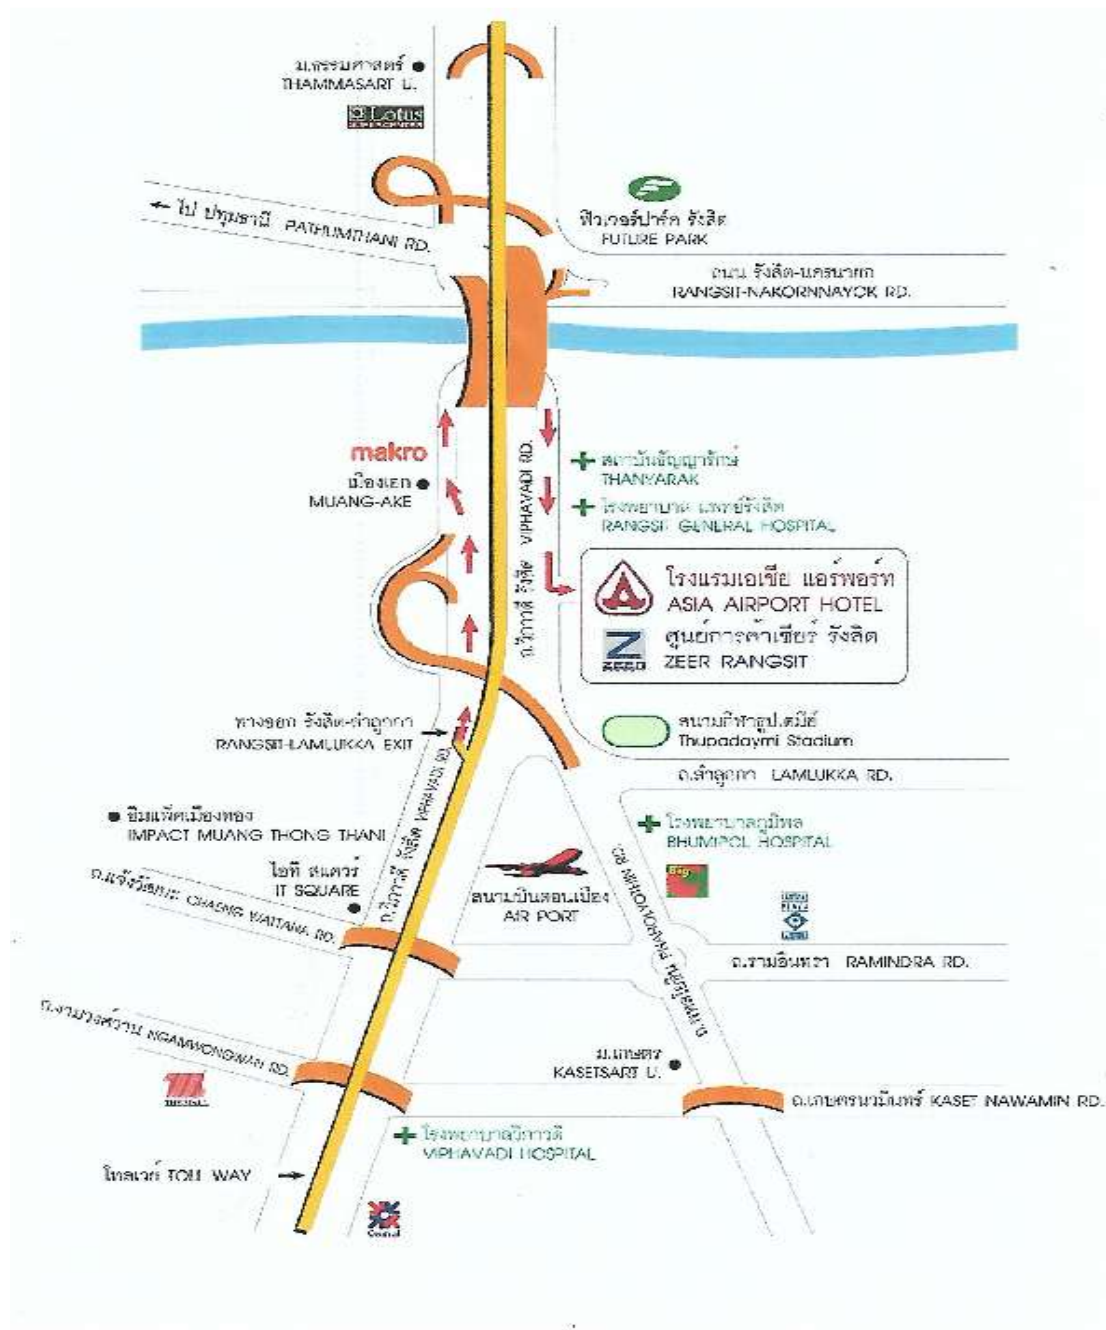 ม.ธรรมศาสตร์
THAMMASART U.
Lotus
ฟิวเจอร์ปาร์ค รังสิต
FUTURE PARK
← ไป ปทุมธานี PATHUMTHANI RD.
ถนน รังสิต-นครนายก
RANGSIT-NAKORNNAYOK RD.
makro
เมืองเอก
MUANG-AKE
ถ.วิภาวดี รังสิต VIPHAVADI RD.
สถาบันธัญญารักษ์
THANYARAK
โรงพยาบาล แพทย์รังสิต
RANGSIT GENERAL HOSPITAL
โรงแรมเอเชีย แอร์พอร์ท
ASIA AIRPORT HOTEL
ศูนย์การค้าเซียร์ รังสิต
ZEER RANGSIT
Z
ZEER
ทางออก รังสิต-ลำลูกกา
RANGSIT-LAMLUKKA EXIT
สนามกีฬาธูปะเตมีย์
Thupadaymi Stadium
ถ.ลำลูกกา LAMLUKKA RD.
ถ.วิภาวดี รังสิต VIPHAVADI RD.
อิมแพ็คเมืองทอง
IMPACT MUANG THONG THANI
โรงพยาบาลภูมิพล
BHUMIPOL HOSPITAL
Big
ไอที สแควร์
IT SQUARE
สนามบินดอนเมือง
AIR PORT
ถ.แจ้งวัฒนะ CHAENG WATTANA RD.
ถ.พหลโยธิน PHAHOLYOTHIN RD.
ถ.รามอินทรา RAMINDRA RD.
ถ.งามวงศ์วาน NGAMWONGWAN RD.
ม.เกษตร
KASETSART U.
ถ.เกษตรนวมินทร์ KASET NAWAMIN RD.
โรงพยาบาลวิภาวดี
VIPHAVADI HOSPITAL
โทลเวย์ TOLL WAY
Central